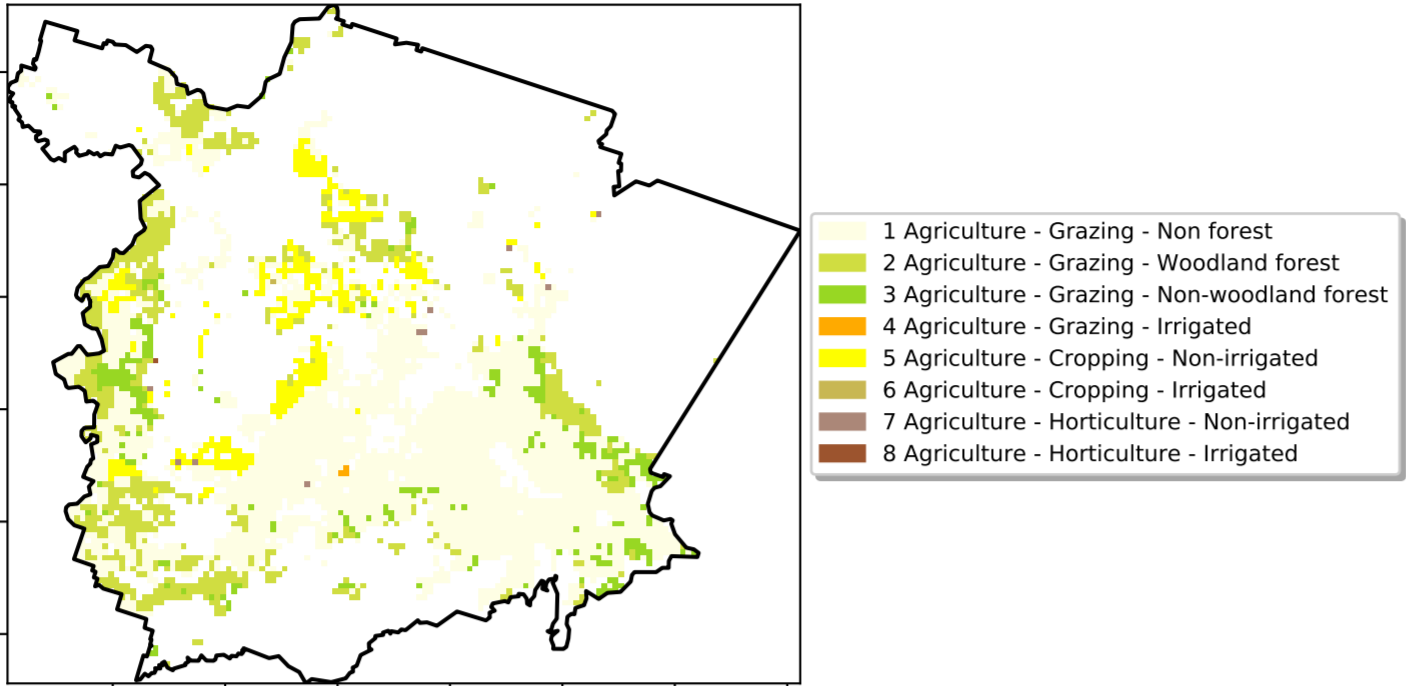 1 Agriculture - Grazing - Non forest
2 Agriculture - Grazing - Woodland forest
3 Agriculture - Grazing - Non-woodland forest
4 Agriculture - Grazing - Irrigated
5 Agriculture - Cropping - Non-irrigated
6 Agriculture - Cropping - Irrigated
7 Agriculture - Horticulture - Non-irrigated
8 Agriculture - Horticulture - Irrigated